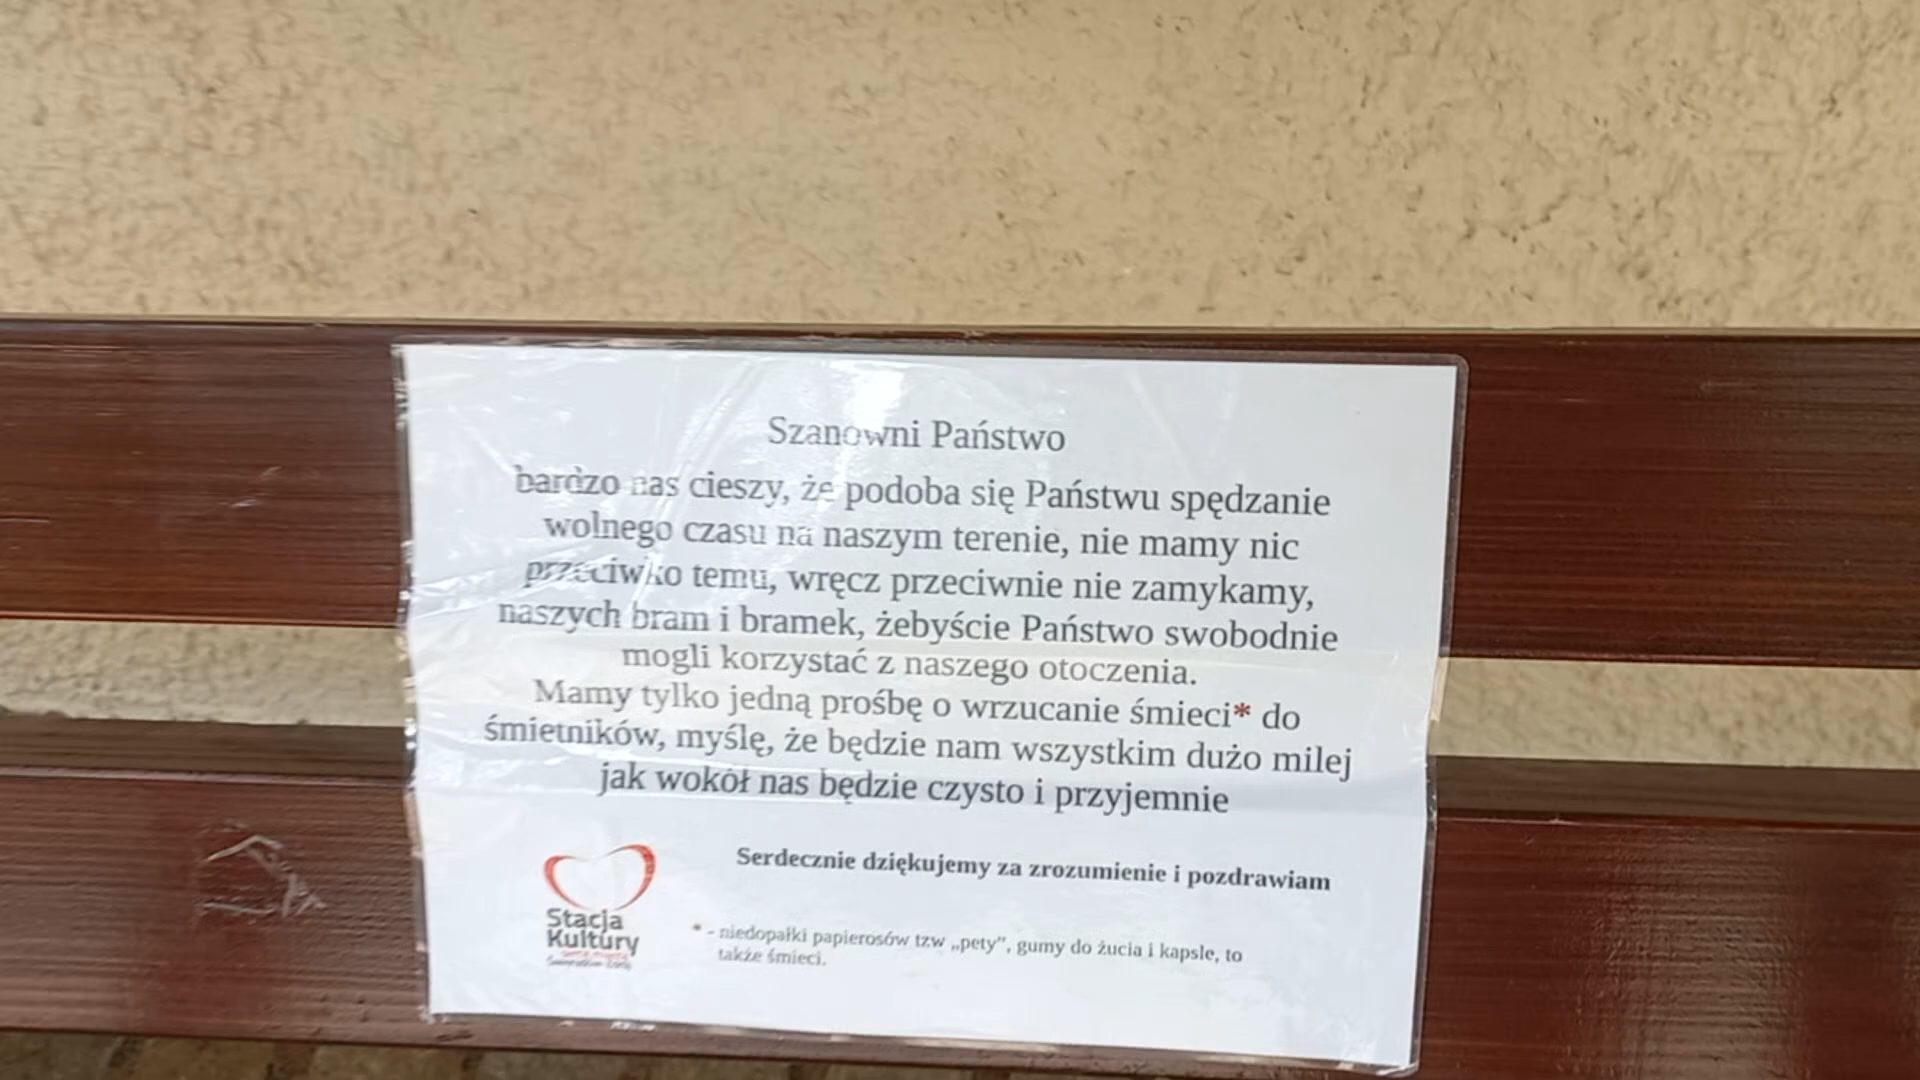 Szanowni Państwo
bardzo nas cieszy, że podoba się Państwu spędzanie
wolnego czasu na naszym terenie, nie mamy nic
przeciwko temu, wręcz przeciwnie nie zamykamy,
naszych bram i bramek, żebyście Państwo swobodnie
mogli korzystać z naszego otoczenia.
Mamy tylko jedną prośbę o wrzucanie śmieci* do
śmietników, myślę, że będzie nam wszystkim dużo milej
jak wokół nas będzie czysto i przyjemnie
Serdecznie dziękujemy za zrozumienie i pozdrawiam
Stacja
Kultury
* - niedopałki papierosów tzw „pety”, gumy do żucia i kapsle, to
także śmieci.